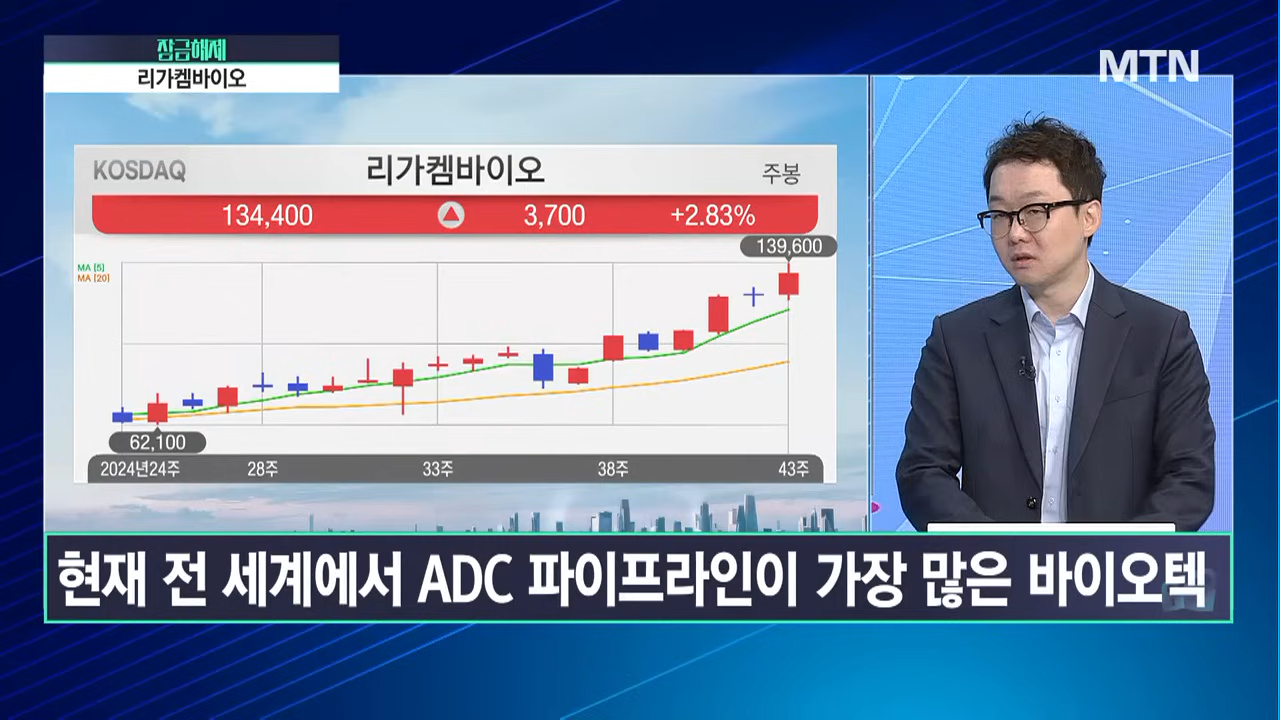 잠금해제
리가켐바이오
MTN
KOSDAQ 리가켐바이오 주봉
134,400 3,700 +2.83%
139,600
MA [5]
MA [20]
62,100
2024년24주 28주 33주 38주 43주
현재 전 세계에서 ADC 파이프라인이 가장 많은 바이오텍